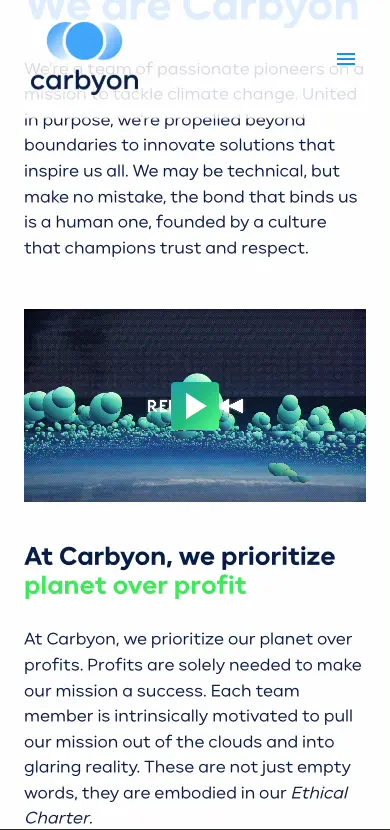 We are Carbyon
carbyon
We're a team of passionate pioneers on a
mission to tackle climate change. United
in purpose, we're propelled beyond
boundaries to innovate solutions that
inspire us all. We may be technical, but
make no mistake, the bond that binds us
is a human one, founded by a culture
that champions trust and respect.
At Carbyon, we prioritize
planet over profit
At Carbyon, we prioritize our planet over
profits. Profits are solely needed to make
our mission a success. Each team
member is intrinsically motivated to pull
our mission out of the clouds and into
glaring reality. These are not just empty
words, they are embodied in our Ethical
Charter.